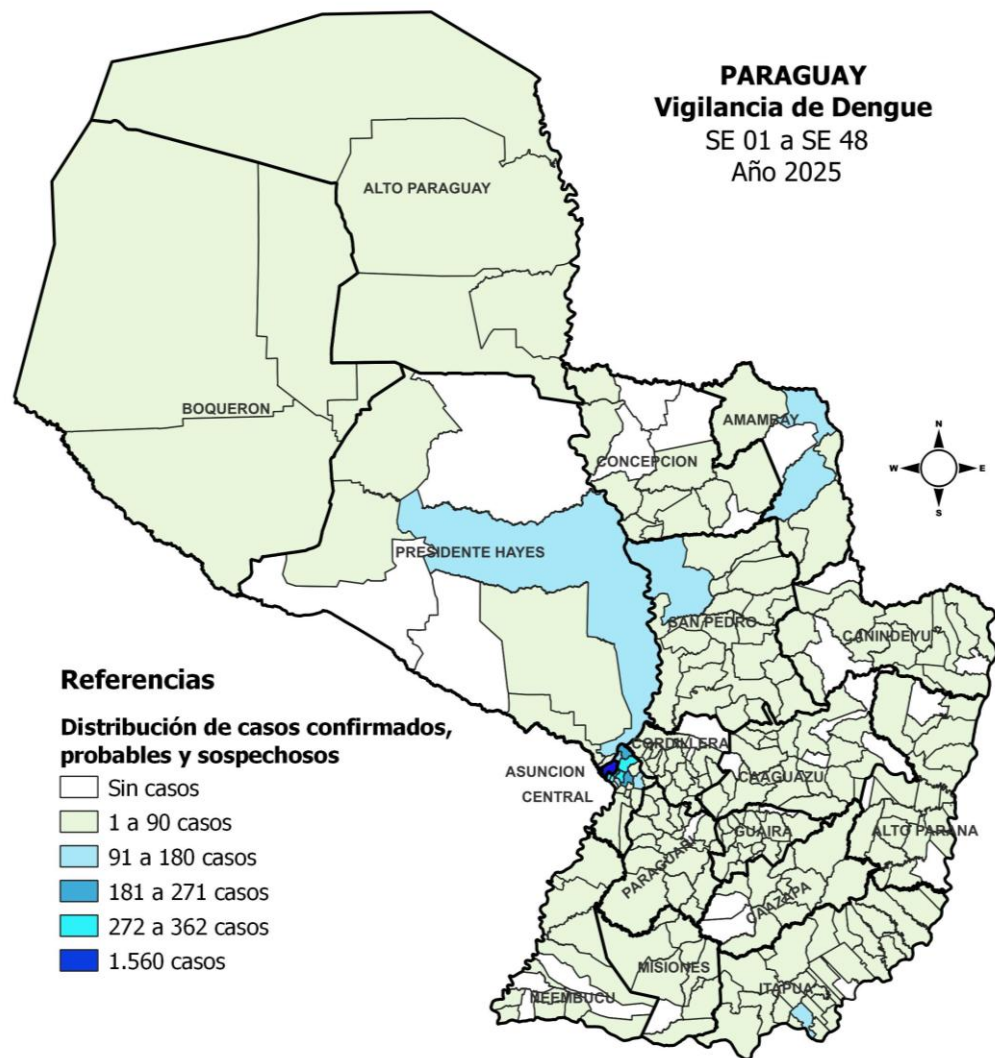 PARAGUAY
Vigilancia de Dengue
SE 01 a SE 48
Año 2025
ALTO PARAGUAY
BOQUERON
AMAMBAY
CONCEPCION
N
W
E
S
PRESIDENTE HAYES
SAN PEDRO
CANINDEYU
CORDILLERA
ASUNCION
CENTRAL
CAAGUAZU
GUAIRA
ALTO PARANA
PARAGUARI
CAAZAPA
MISIONES
ITAPUA
ÑEEMBUCU
Referencias
Distribución de casos confirmados,
probables y sospechosos
Sin casos
1 a 90 casos
91 a 180 casos
181 a 271 casos
272 a 362 casos
1.560 casos